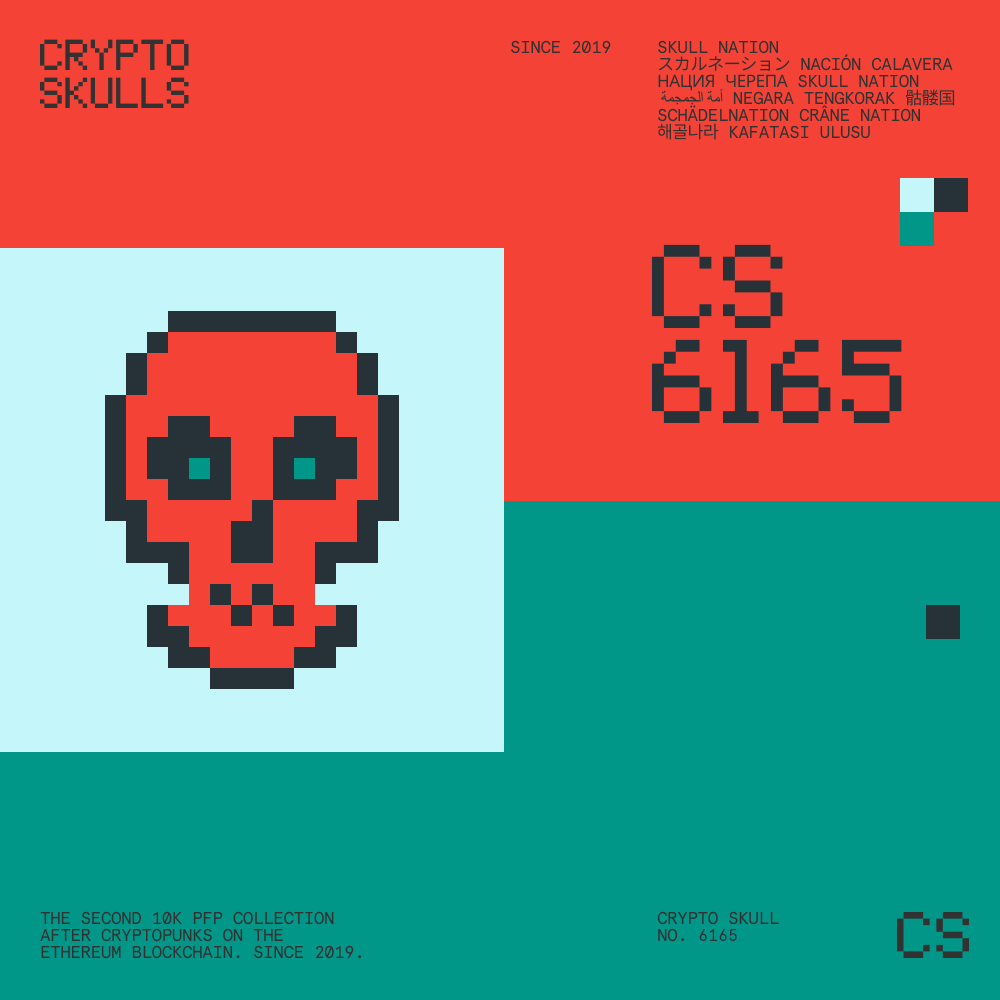 CRYPTO
SKULLS
SINCE 2019
SKULL NATION
スカルネーション NACIÓN CALAVERA
НАЦИЯ ЧЕРЕПА SKULL NATION
أمة الجمجمة NEGARA TENGKORAK 骷髅国
SCHÄDELNATION CRÂNE NATION
해골나라 KAFATASI ULUSU
CS
6165
THE SECOND 10K PFP COLLECTION
AFTER CRYPTOPUNKS ON THE
ETHEREUM BLOCKCHAIN. SINCE 2019.
CRYPTO SKULL
NO. 6165
CS